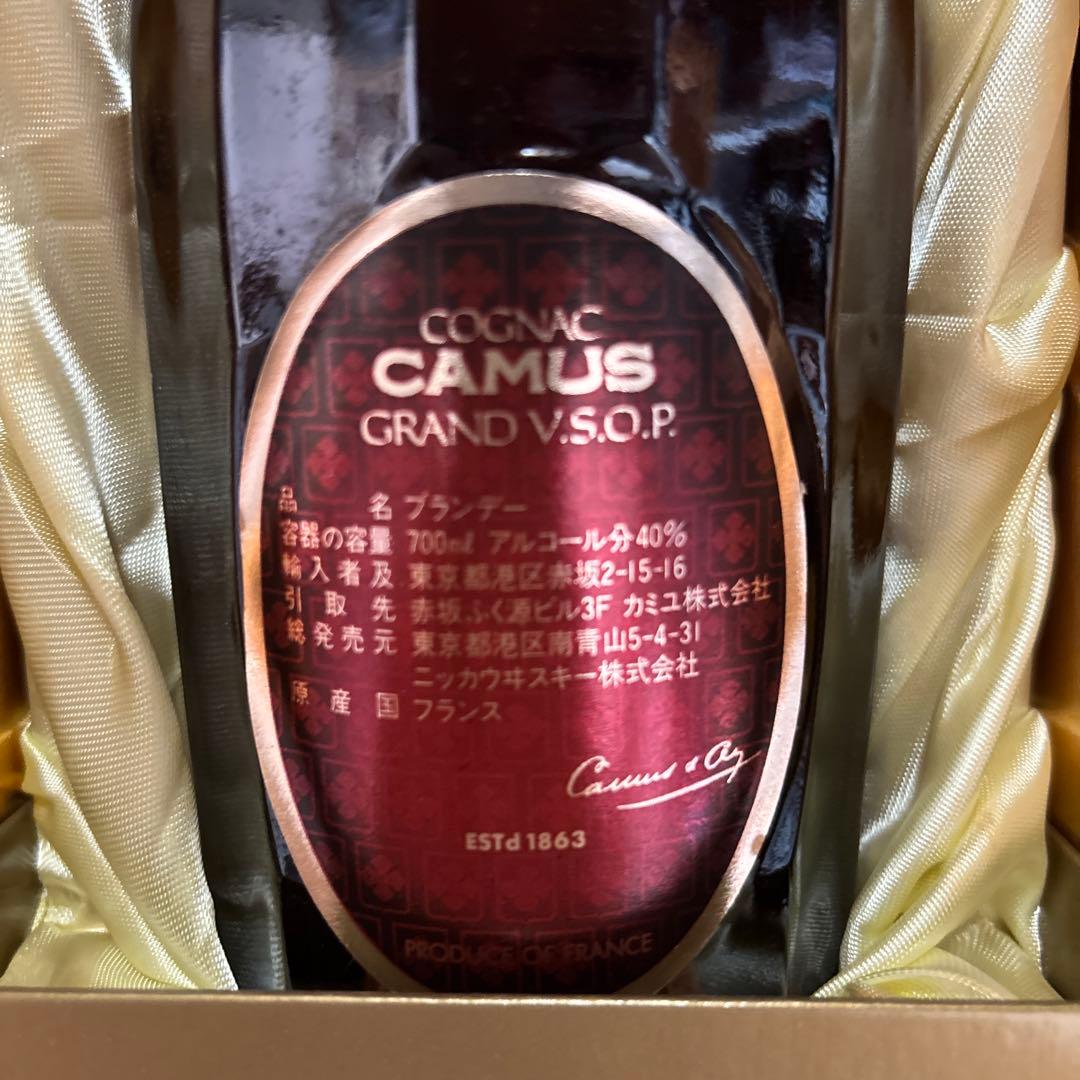 COGNAC
CAMUS
GRAND V.S.O.P.
品名 ブランデー
容器の容量 700ml アルコール分40%
輸入者及 東京都港区赤坂2-15-16
引取先 赤坂ふく源ビル3F カミユ株式会社
総発売元 東京都港区南青山5-4-31
ニッカウヰスキー株式会社
原産国 フランス
Camus & Co
ESTd 1863
PRODUCE OF FRANCE